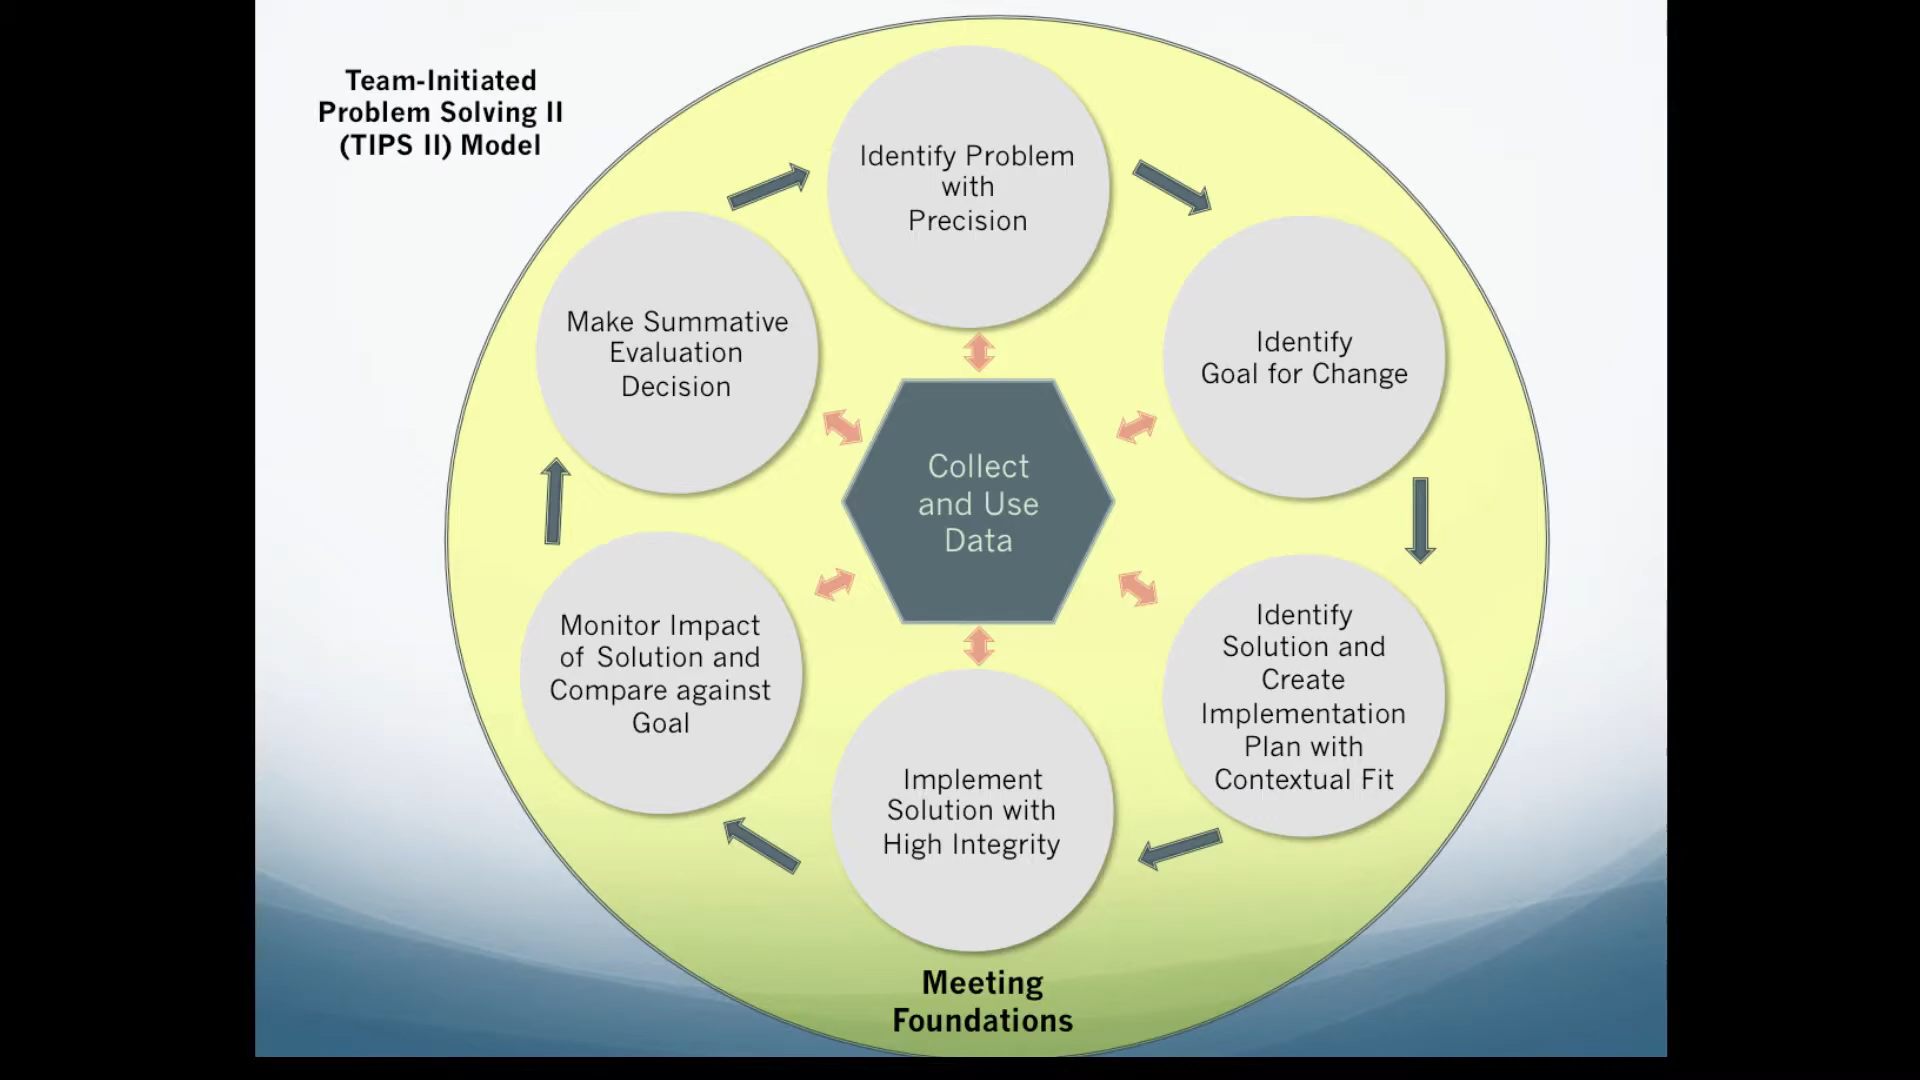 Team-Initiated
Problem Solving II
(TIPS II) Model
Identify Problem
with
Precision
Identify
Goal for Change
Identify
Solution and
Create
Implementation
Plan with
Contextual Fit
Implement
Solution with
High Integrity
Monitor Impact
of Solution and
Compare against
Goal
Make Summative
Evaluation
Decision
Collect
and Use
Data
Meeting
Foundations